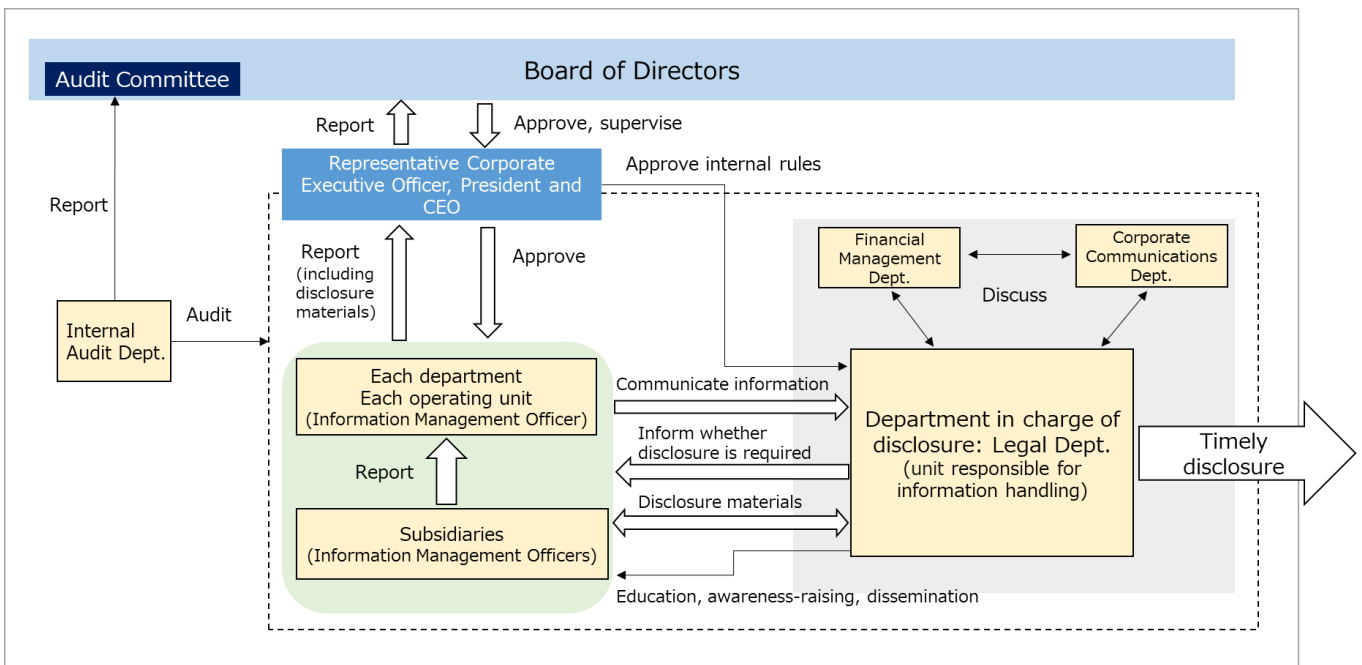 Audit Committee
Board of Directors
Report
Approve, supervise
Representative Corporate
Executive Officer, President and
CEO
Approve internal rules
Report
Report
(including
disclosure
materials)
Approve
Financial
Management
Dept.
Corporate
Communications
Dept.
Discuss
Internal
Audit Dept.
Audit
Each department
Each operating unit
(Information Management Officer)
Report
Subsidiaries
(Information Management Officers)
Communicate information
Inform whether
disclosure is required
Disclosure materials
Education, awareness-raising, dissemination
Department in charge of
disclosure: Legal Dept.
(unit responsible for
information handling)
Timely
disclosure